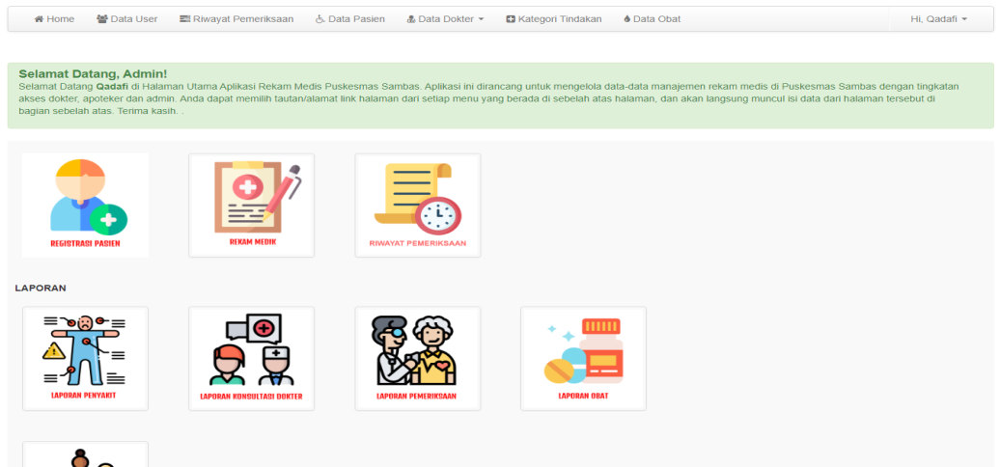 Home Data User Riwayat Pemeriksaan Data Pasien Data Dokter Kategori Tindakan Data Obat Hi, Qadafi
Selamat Datang, Admin!
Selamat Datang Qadafi di Halaman Utama Aplikasi Rekam Medis Puskesmas Sambas. Aplikasi ini dirancang untuk mengelola data-data manajemen rekam medis di Puskesmas Sambas dengan tingkatan
akses dokter, apoteker dan admin. Anda dapat memilih tautan/alamat link halaman dari setiap menu yang berada di sebelah atas halaman, dan akan langsung muncul isi data dari halaman tersebut di
bagian sebelah atas. Terima kasih. .
REGISTRASI PASIEN REKAM MEDIK RIWAYAT PEMERIKSAAN
LAPORAN
LAPORAN PENYAKIT LAPORAN KONSULTASI DOKTER LAPORAN PEMERIKSAAN LAPORAN OBAT